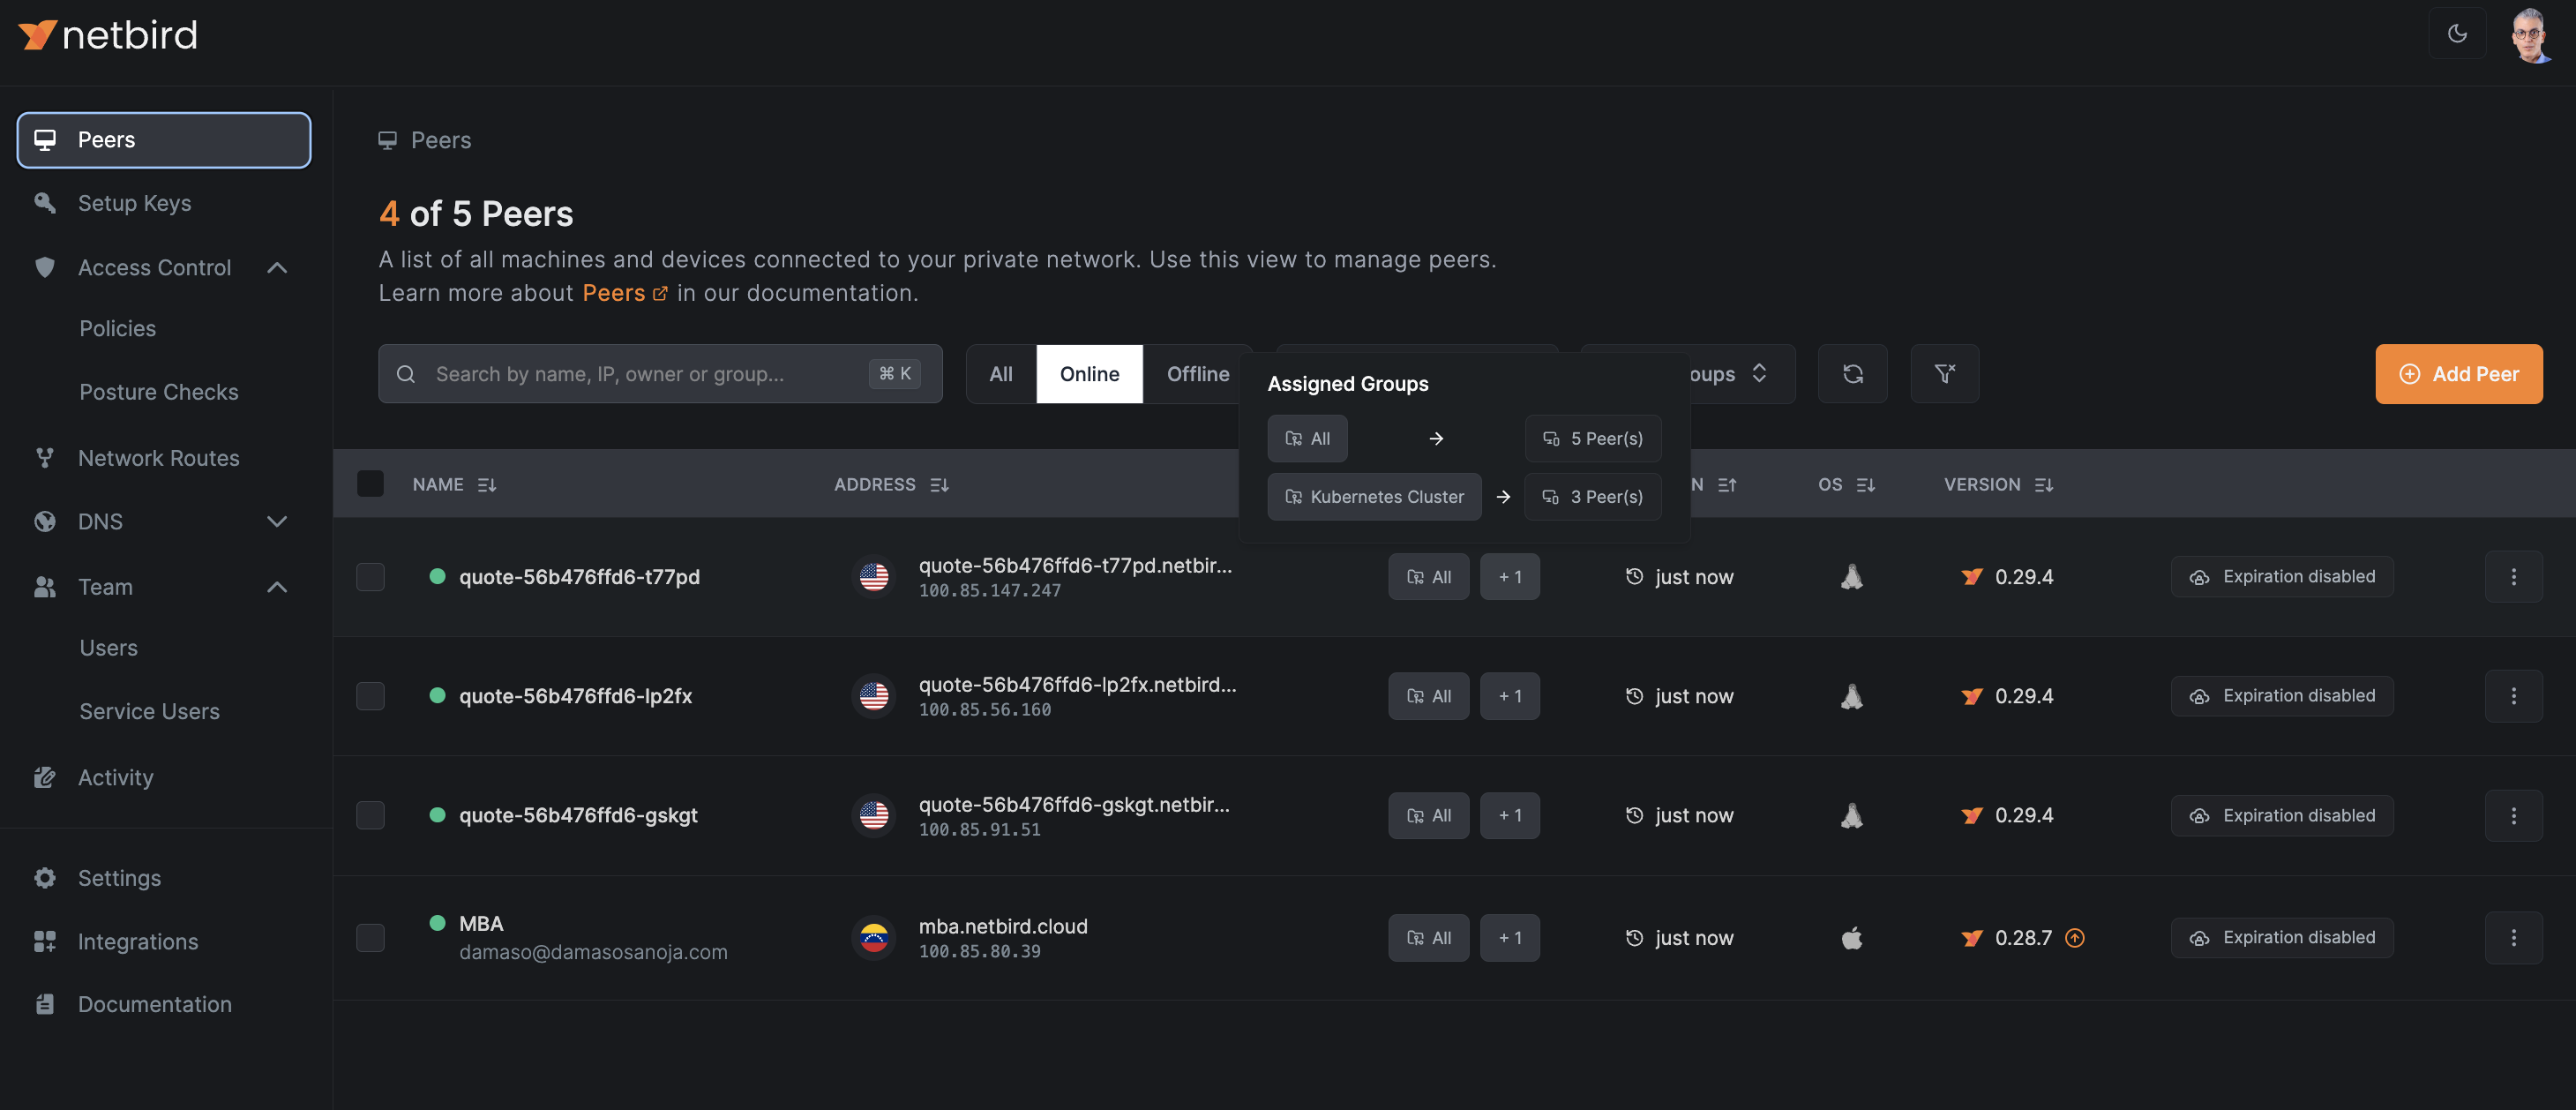 netbird
Peers
Setup Keys
Access Control
Policies
Posture Checks
Network Routes
DNS
Team
Users
Service Users
Activity
Settings
Integrations
Documentation
Peers
4 of 5 Peers
A list of all machines and devices connected to your private network. Use this view to manage peers.
Learn more about Peers in our documentation.
Search by name, IP, owner or group... ⌘ K
All Online Offline
oups
Add Peer
Assigned Groups
All → 5 Peer(s)
Kubernetes Cluster → 3 Peer(s)
NAME ADDRESS N OS VERSION
quote-56b476ffd6-t77pd quote-56b476ffd6-t77pd.netbir... All + 1 just now 0.29.4 Expiration disabled
100.85.147.247
quote-56b476ffd6-lp2fx quote-56b476ffd6-lp2fx.netbird... All + 1 just now 0.29.4 Expiration disabled
100.85.56.160
quote-56b476ffd6-gskgt quote-56b476ffd6-gskgt.netbir... All + 1 just now 0.29.4 Expiration disabled
100.85.91.51
MBA mba.netbird.cloud All + 1 just now 0.28.7 Expiration disabled
damaso@damasosanoja.com 100.85.80.39